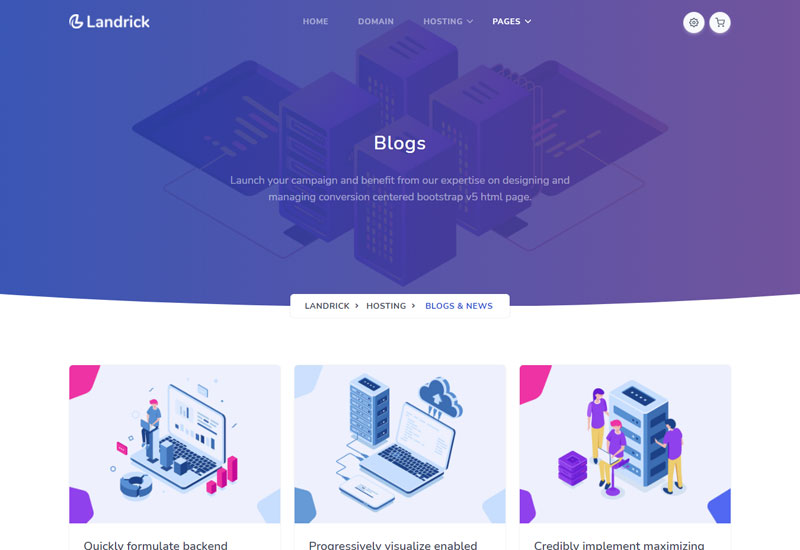 Landrick
HOME DOMAIN HOSTING PAGES
Blogs
Launch your campaign and benefit from our expertise on designing and
managing conversion centered bootstrap v5 html page.
LANDRICK > HOSTING > BLOGS & NEWS
Quickly formulate backend
Progressively visualize enabled
Credibly implement maximizing